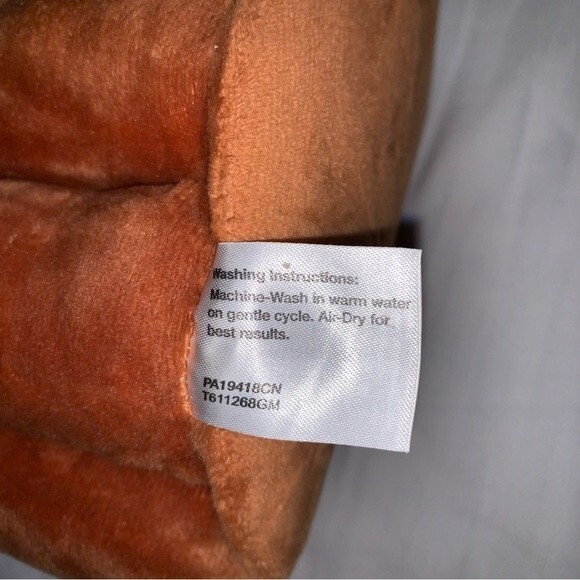 Washing Instructions:
Machine-Wash in warm water
on gentle cycle. Air-Dry for
best results.
PA19418CN
T611268GM